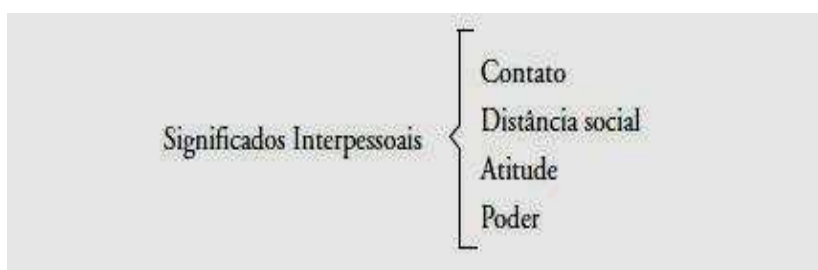 Significados Interpessoais
Contato
Distância social
Atitude
Poder